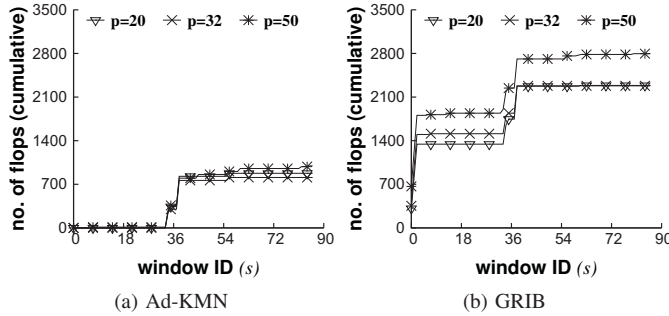 3500
2800
2100
1400
700
0
no. of flops (cumulative)
p=20 p=32 p=50
0 18 36 54 72 90
window ID (s)
(a) Ad-KMN
3500
2800
2100
1400
700
0
no. of flops (cumulative)
p=20 p=32 p=50
0 18 36 54 72 90
window ID (s)
(b) GRIB